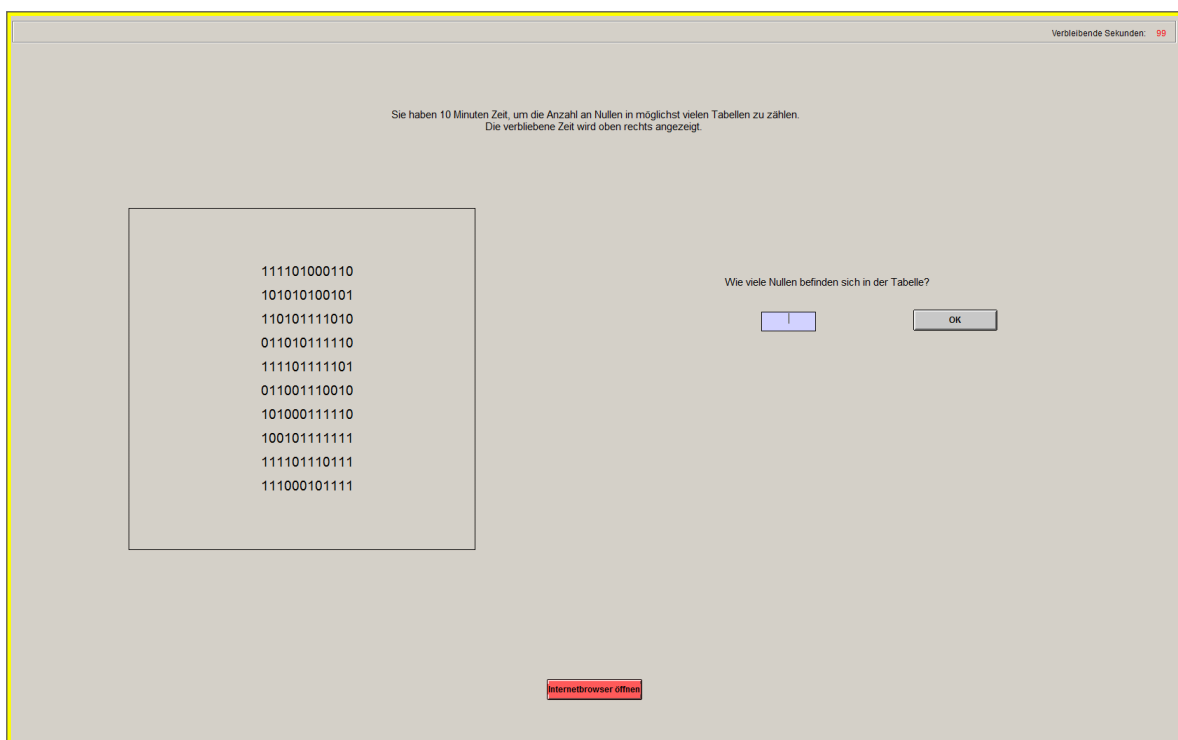 Verbleibende Sekunden: 99
Sie haben 10 Minuten Zeit, um die Anzahl an Nullen in möglichst vielen Tabellen zu zählen.
Die verbliebene Zeit wird oben rechts angezeigt.
111101000110
101010100101
110101111010
011010111110
111101111101
011001110010
101000111110
100101111111
111101110111
111000101111
Wie viele Nullen befinden sich in der Tabelle?
OK
Internetbrowser öffnen